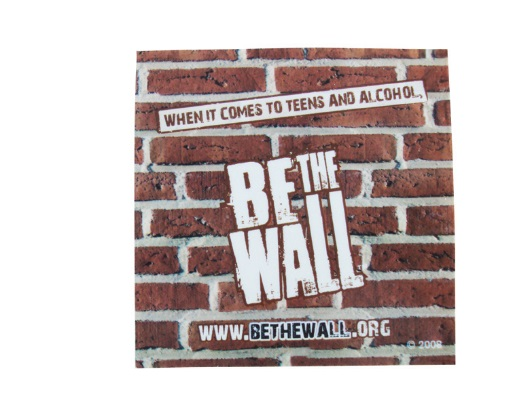 WHEN IT COMES TO TEENS AND ALCOHOL,
BE THE
WALL
WWW.BETHEWALL.ORG
© 2008